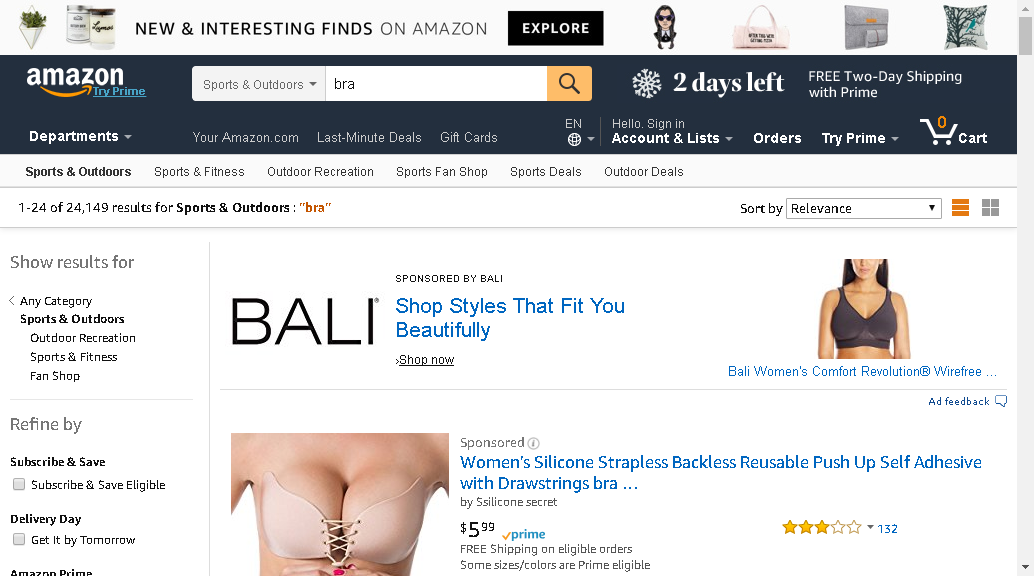 NEW & INTERESTING FINDS ON AMAZON
EXPLORE
amazon
Try Prime
Sports & Outdoors
bra
2 days left
FREE Two-Day Shipping
with Prime
Departments
Your Amazon.com
Last-Minute Deals
Gift Cards
EN
Hello. Sign in
Account & Lists
Orders
Try Prime
0
Cart
Sports & Outdoors
Sports & Fitness
Outdoor Recreation
Sports Fan Shop
Sports Deals
Outdoor Deals
1-24 of 24,149 results for Sports & Outdoors : "bra"
Sort by
Relevance
Show results for
Any Category
Sports & Outdoors
Outdoor Recreation
Sports & Fitness
Fan Shop
Refine by
Subscribe & Save
Subscribe & Save Eligible
Delivery Day
Get It by Tomorrow
Amazon Prime
BALI®
SPONSORED BY BALI
Shop Styles That Fit You
Beautifully
›Shop now
Bali Women's Comfort Revolution® Wirefree ...
Ad feedback
Sponsored
Women's Silicone Strapless Backless Reusable Push Up Self Adhesive
with Drawstrings bra ...
by Ssilicone secret
$5 99 prime
132
FREE Shipping on eligible orders
Some sizes/colors are Prime eligible